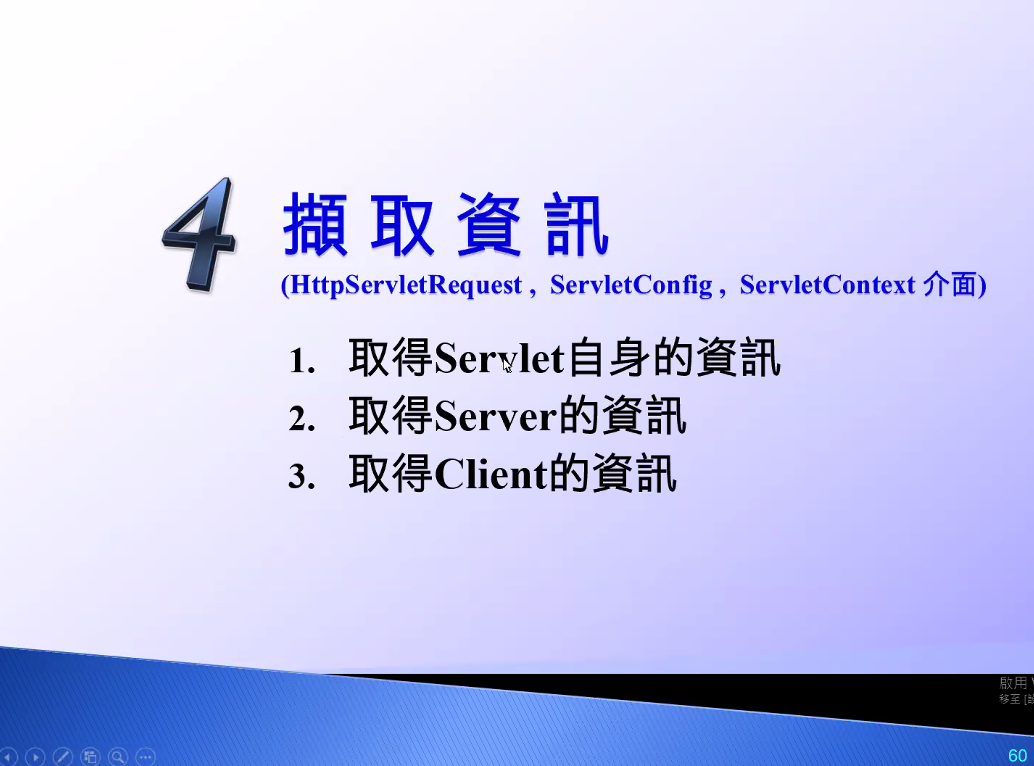 4 擷取資訊
(HttpServletRequest , ServletConfig , ServletContext 介面)
1. 取得Servlet自身的資訊
2. 取得Server的資訊
3. 取得Client的資訊
啟用
移至
60